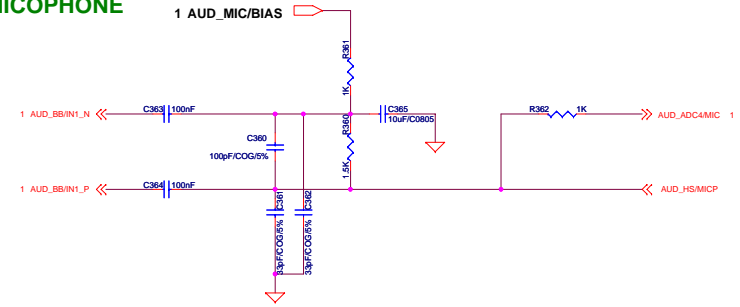 MICOPHONE
1 AUD_MIC/BIAS
R361
1K
1 AUD_BB/IN1_N
C363
100nF
C365
10uF/C0805
R362
1K
AUD_ADC4/MIC 1
C360
100pF/COG/5%
R360
1.5K
1 AUD_BB/IN1_P
C364
100nF
AUD_HS/MICP
C361
33pF/COG/5%
C362
33pF/COG/5%